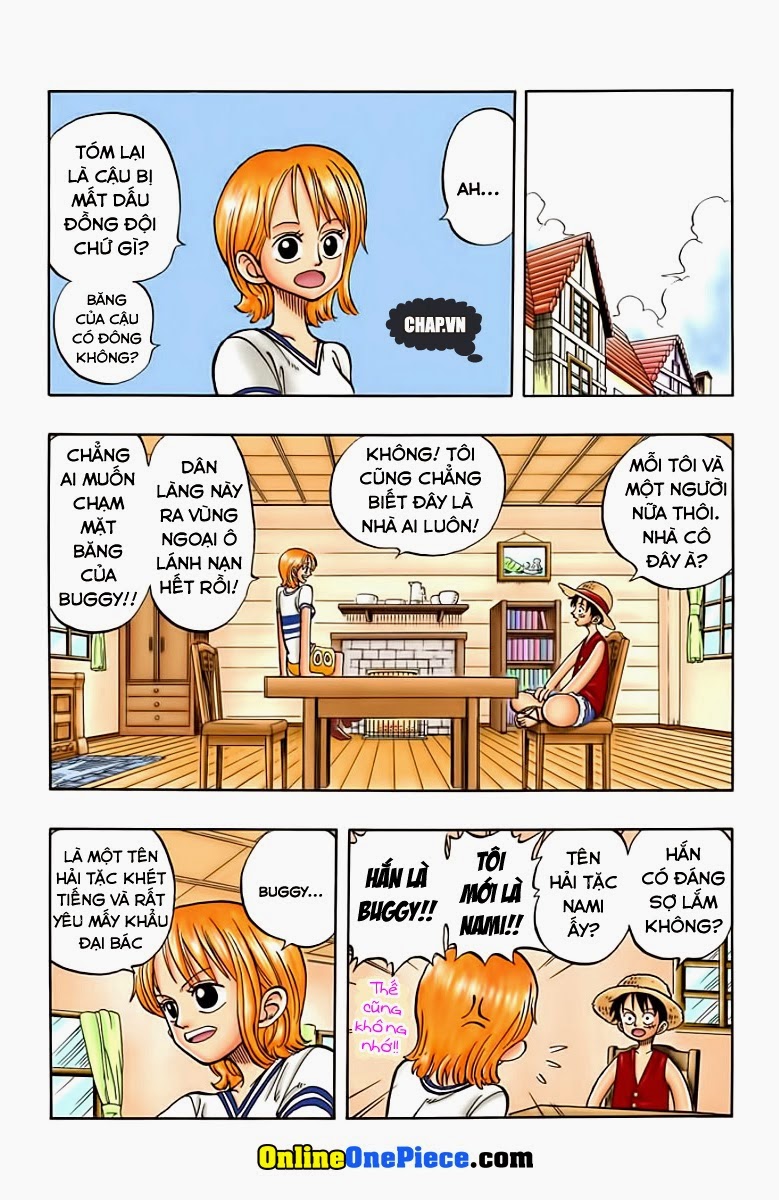 AH...
TÓM LẠI
LÀ CẬU BỊ
MẤT DẤU
ĐỒNG ĐỘI
CHỨ GÌ?
BĂNG
CỦA CẬU
CÓ ĐÔNG
KHÔNG?
CHAP.VN
MỖI TÔI VÀ
MỘT NGƯỜI
NỮA THÔI.
NHÀ CÔ
ĐÂY À?
KHÔNG! TÔI
CŨNG CHẲNG
BIẾT ĐÂY LÀ
NHÀ AI LUÔN!
DÂN
LÀNG NÀY
RA VÙNG
NGOẠI Ô
LÁNH NẠN
HẾT RỒI!
CHẲNG
AI MUỐN
CHẠM
MẶT
BĂNG
CỦA
BUGGY!!
HẮN
CÓ ĐÁNG
SỢ LẮM
KHÔNG?
TÊN
HẢI TẶC
NAMI
ẤY?
TÔI
MỚI LÀ
NAMI!!
HẮN LÀ
BUGGY!!
Thế
cũng
không
nhớ!!
BUGGY...
LÀ MỘT TÊN
HẢI TẶC KHÉT
TIẾNG VÀ RẤT
YÊU MẤY KHẨU
ĐẠI BÁC
OnlineOnePiece.com